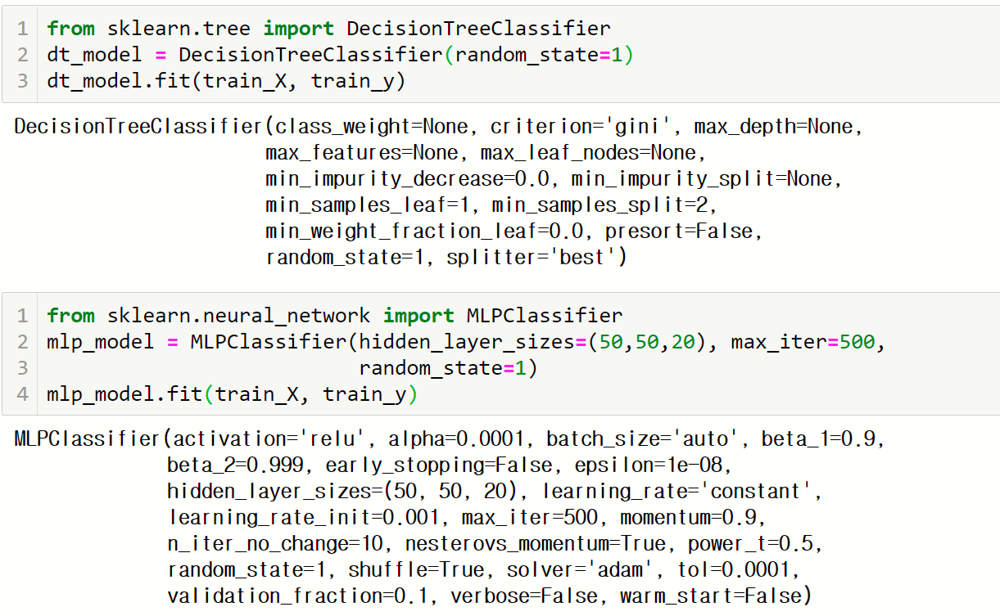 1 from sklearn.tree import DecisionTreeClassifier
2 dt_model = DecisionTreeClassifier(random_state=1)
3 dt_model.fit(train_X, train_y)
DecisionTreeClassifier(class_weight=None, criterion='gini', max_depth=None,
max_features=None, max_leaf_nodes=None,
min_impurity_decrease=0.0, min_impurity_split=None,
min_samples_leaf=1, min_samples_split=2,
min_weight_fraction_leaf=0.0, presort=False,
random_state=1, splitter='best')
1 from sklearn.neural_network import MLPClassifier
2 mlp_model = MLPClassifier(hidden_layer_sizes=(50,50,20), max_iter=500,
3 random_state=1)
4 mlp_model.fit(train_X, train_y)
MLPClassifier(activation='relu', alpha=0.0001, batch_size='auto', beta_1=0.9,
beta_2=0.999, early_stopping=False, epsilon=1e-08,
hidden_layer_sizes=(50, 50, 20), learning_rate='constant',
learning_rate_init=0.001, max_iter=500, momentum=0.9,
n_iter_no_change=10, nesterovs_momentum=True, power_t=0.5,
random_state=1, shuffle=True, solver='adam', tol=0.0001,
validation_fraction=0.1, verbose=False, warm_start=False)